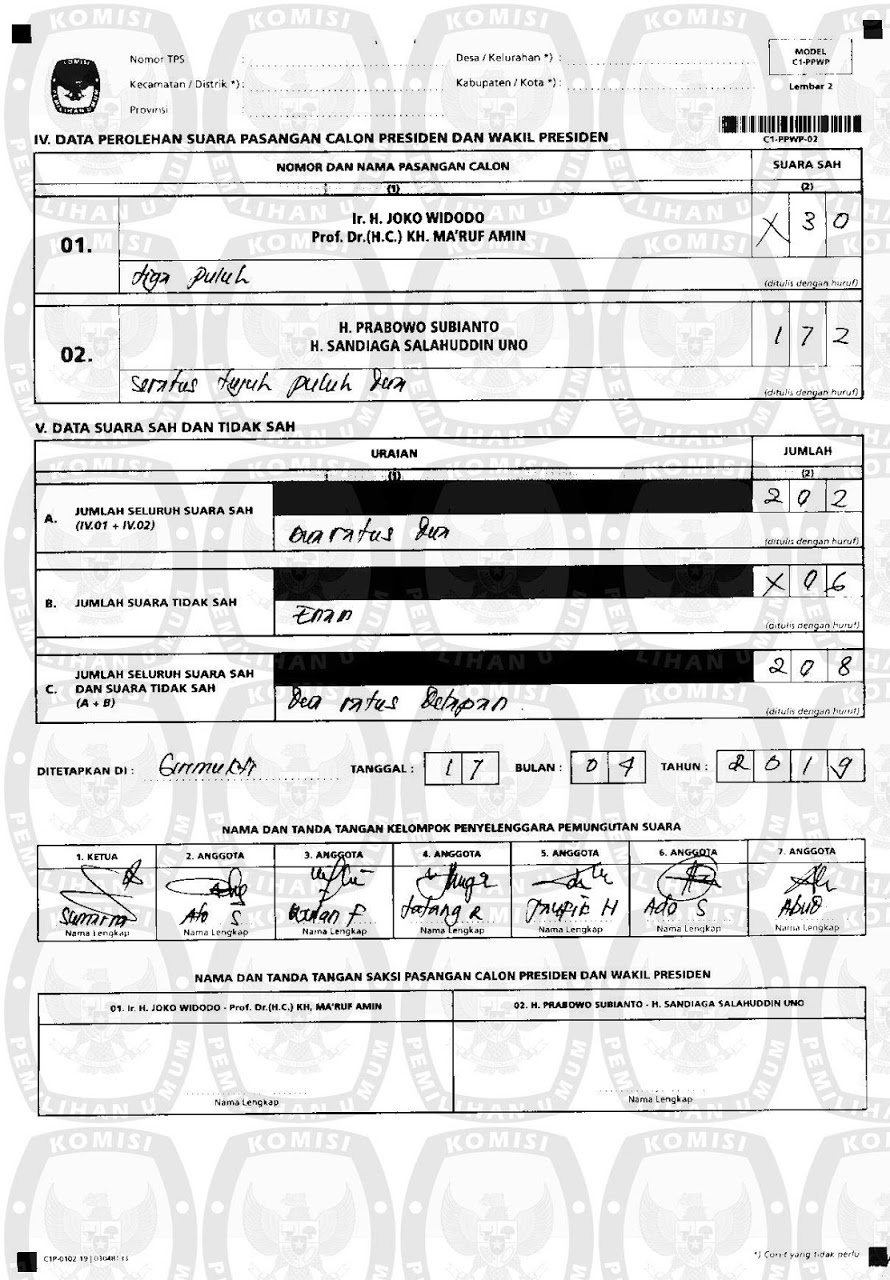 Nomor TPS :
Desa / Kelurahan *) :
Kecamatan / Distrik *) :
Kabupaten / Kota *) :
Provinsi :
MODEL
C1-PPWP
Lembar 2
C1-PPWP-02
IV. DATA PEROLEHAN SUARA PASANGAN CALON PRESIDEN DAN WAKIL PRESIDEN
NOMOR DAN NAMA PASANGAN CALON SUARA SAH
(1) (2)
01.
Ir. H. JOKO WIDODO
Prof. Dr.(H.C.) KH. MA'RUF AMIN
X 3 0
tiga puluh
(ditulis dengan huruf)
02.
H. PRABOWO SUBIANTO
H. SANDIAGA SALAHUDDIN UNO
1 7 2
seratus tujuh puluh dua
(ditulis dengan huruf)
V. DATA SUARA SAH DAN TIDAK SAH
URAIAN JUMLAH
(1) (2)
A. JUMLAH SELURUH SUARA SAH
(IV.01 + IV.02)
2 0 2
dua ratus dua
(ditulis dengan huruf)
B. JUMLAH SUARA TIDAK SAH
X 0 6
Enam
(ditulis dengan huruf)
C. JUMLAH SELURUH SUARA SAH
DAN SUARA TIDAK SAH
(A + B)
2 0 8
dua ratus delapan
(ditulis dengan huruf)
DITETAPKAN DI : TANGGAL : 1 7 BULAN : 0 4 TAHUN : 2 0 1 9
NAMA DAN TANDA TANGAN KELOMPOK PENYELENGGARA PEMUNGUTAN SUARA
1. KETUA 2. ANGGOTA 3. ANGGOTA 4. ANGGOTA 5. ANGGOTA 6. ANGGOTA 7. ANGGOTA
Sumarna Ato S F Tatang R Taufik H Ado S Abud
Nama Lengkap Nama Lengkap Nama Lengkap Nama Lengkap Nama Lengkap Nama Lengkap Nama Lengkap
NAMA DAN TANDA TANGAN SAKSI PASANGAN CALON PRESIDEN DAN WAKIL PRESIDEN
01. Ir. H. JOKO WIDODO - Prof. Dr.(H.C.) KH. MA'RUF AMIN 02. H. PRABOWO SUBIANTO - H. SANDIAGA SALAHUDDIN UNO
Nama Lengkap Nama Lengkap
*) Coret yang tidak perlu